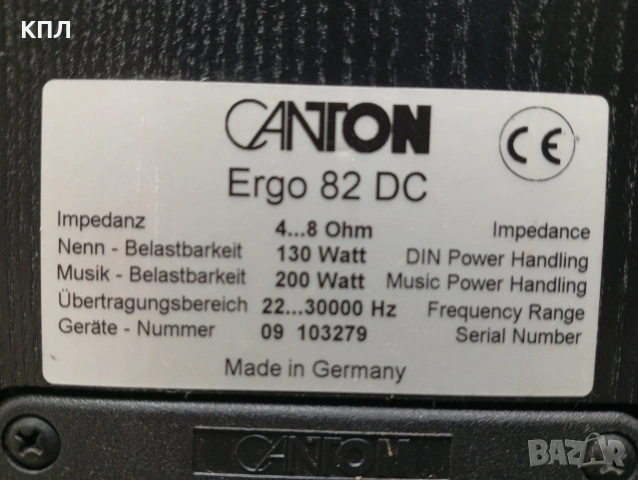 КПЛ
CANTON
CE
Ergo 82 DC
Impedanz 4...8 Ohm Impedance
Nenn - Belastbarkeit 130 Watt DIN Power Handling
Musik - Belastbarkeit 200 Watt Music Power Handling
Übertragungsbereich 22...30000 Hz Frequency Range
Geräte - Nummer 09 103279 Serial Number
Made in Germany
CANTON
BAZAR